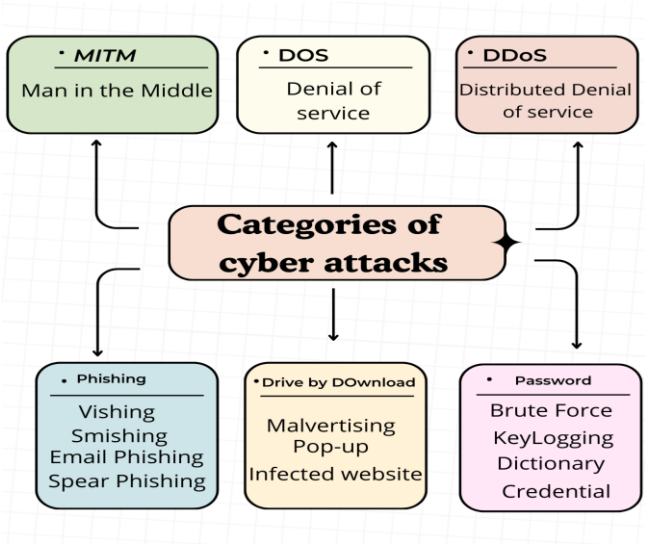 • MITM
Man in the Middle
• DOS
Denial of
service
• DDoS
Distributed Denial
of service
Categories of
cyber attacks
• Phishing
Vishing
Smishing
Email Phishing
Spear Phishing
• Drive by DOwnload
Malvertising
Pop-up
Infected website
• Password
Brute Force
KeyLogging
Dictionary
Credential